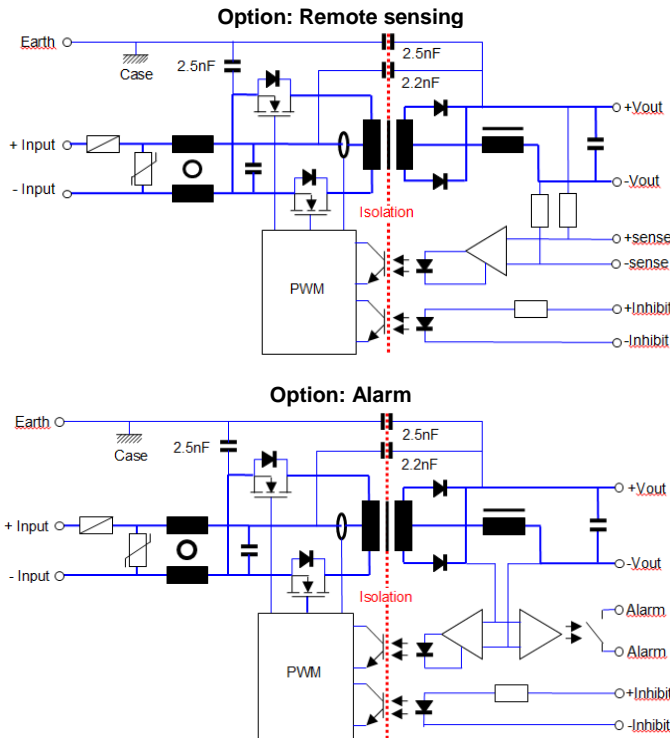 Option: Remote sensing
Earth
2.5nF
Case
2.5nF
2.2nF
+Vout
+ Input
- Input
-Vout
Isolation
+sense
-sense
PWM
+Inhibit
-Inhibit
Option: Alarm
Earth
2.5nF
Case
2.5nF
2.2nF
+Vout
+ Input
- Input
-Vout
Isolation
Alarm
Alarm
PWM
+Inhibit
-Inhibit